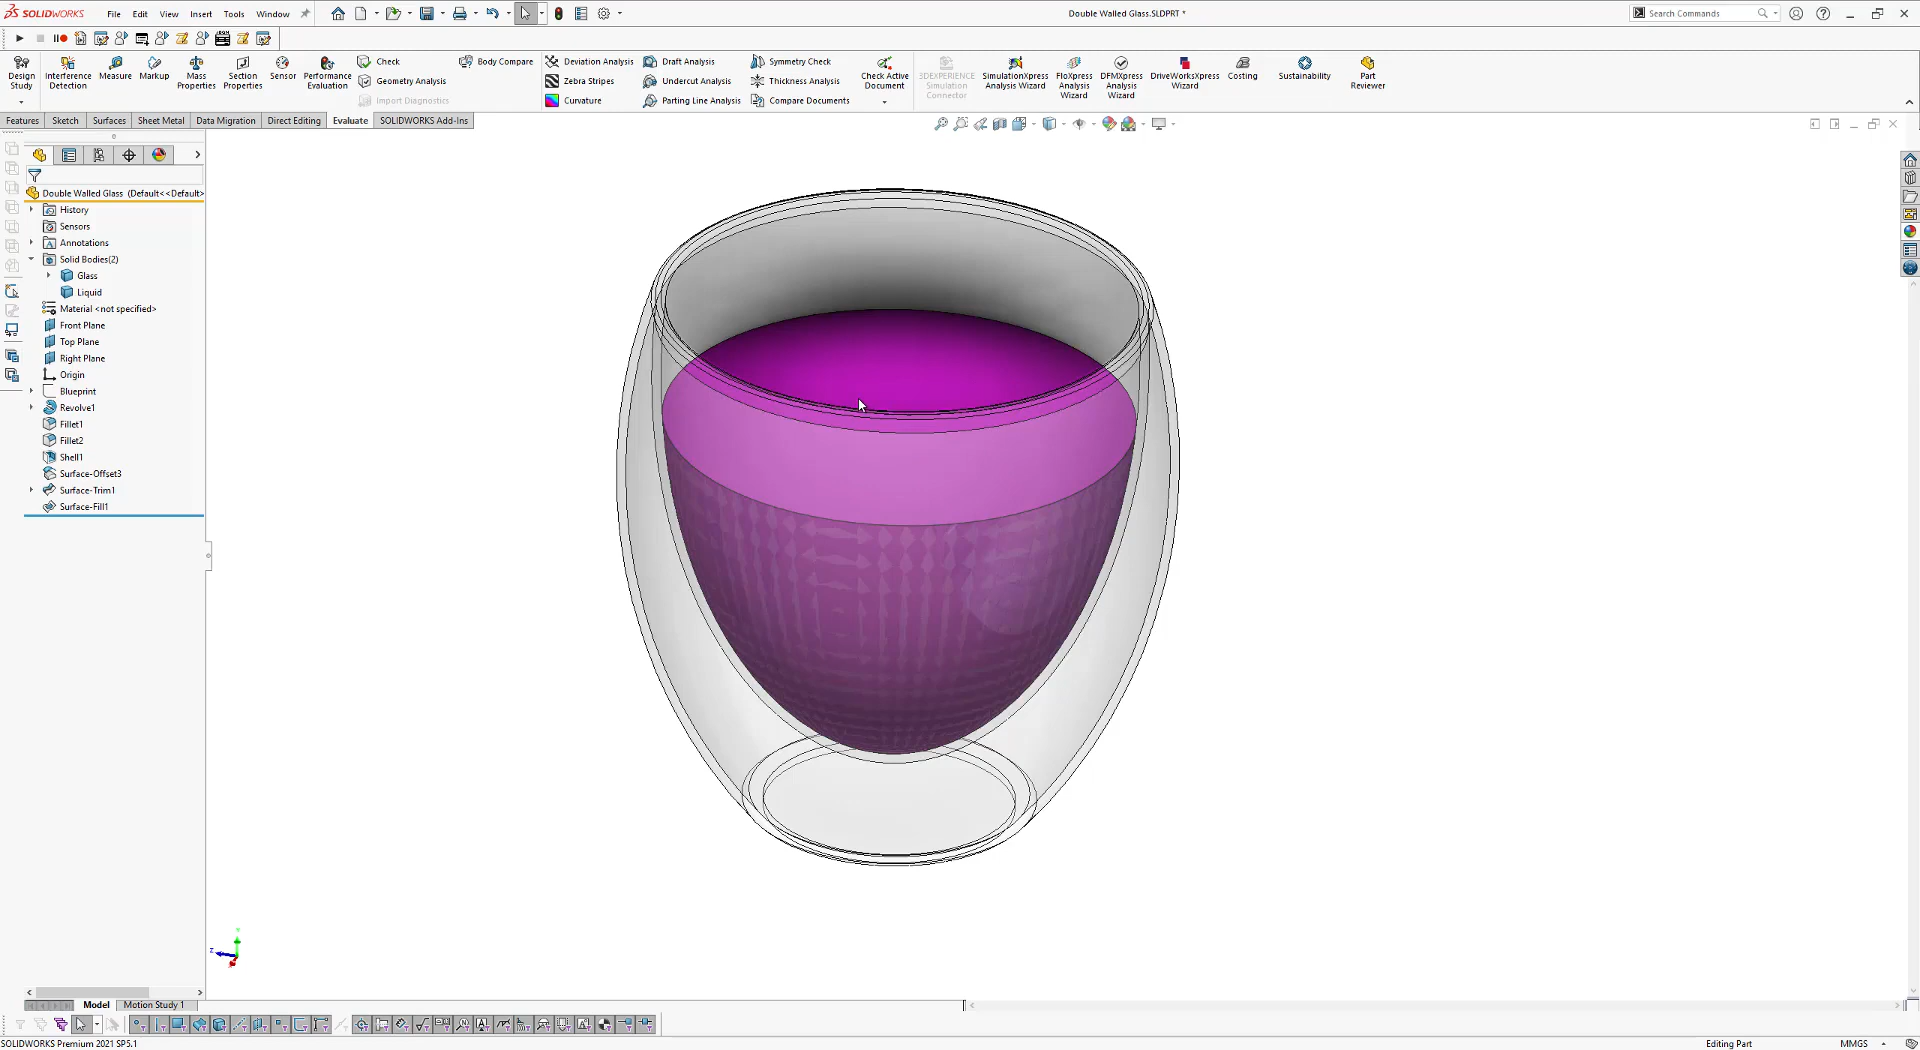 SOLIDWORKS File Edit View Insert Tools Window Double Walled Glass.SLDPRT * Search Commands
Design Study
Interference Detection
Measure
Markup
Mass Properties
Section Properties
Sensor
Performance Evaluation
Check
Geometry Analysis
Import Diagnostics
Body Compare
Deviation Analysis
Zebra Stripes
Curvature
Draft Analysis
Undercut Analysis
Parting Line Analysis
Symmetry Check
Thickness Analysis
Compare Documents
Check Active Document
3DEXPERIENCE Simulation Connector
SimulationXpress Analysis Wizard
FloXpress Analysis Wizard
DFMXpress Analysis Wizard
DriveWorksXpress Wizard
Costing
Sustainability
Part Reviewer
Features Sketch Surfaces Sheet Metal Data Migration Direct Editing Evaluate SOLIDWORKS Add-Ins
Double Walled Glass (Default<<Default>
History
Sensors
Annotations
Solid Bodies(2)
Glass
Liquid
Material <not specified>
Front Plane
Top Plane
Right Plane
Origin
Blueprint
Revolve1
Fillet1
Fillet2
Shell1
Surface-Offset3
Surface-Trim1
Surface-Fill1
Y
Z
Model Motion Study 1
SOLIDWORKS Premium 2021 SP5.1 Editing Part MMGS